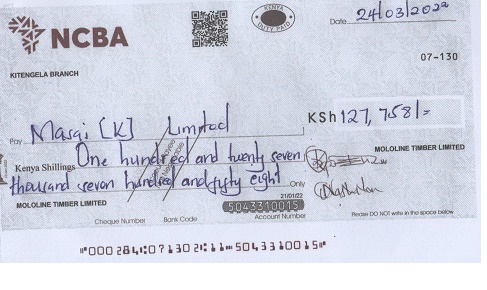 NCBA
KENYA
DUTY PAID
Date 24/03/2022
07-130
KITENGELA BRANCH
Pay Masai [K] Limited
KSh 127,758/=
Kenya Shillings One hundred and twenty seven
thousand seven hundred and fifty eight Only
MOLOLINE TIMBER LIMITED
MOLOLINE TIMBER LIMITED
21/01/22
5043310015
Cheque Number
Bank Code
Account Number
Please DO NOT write in the space below
"000284 07130 2 11 5043310015"